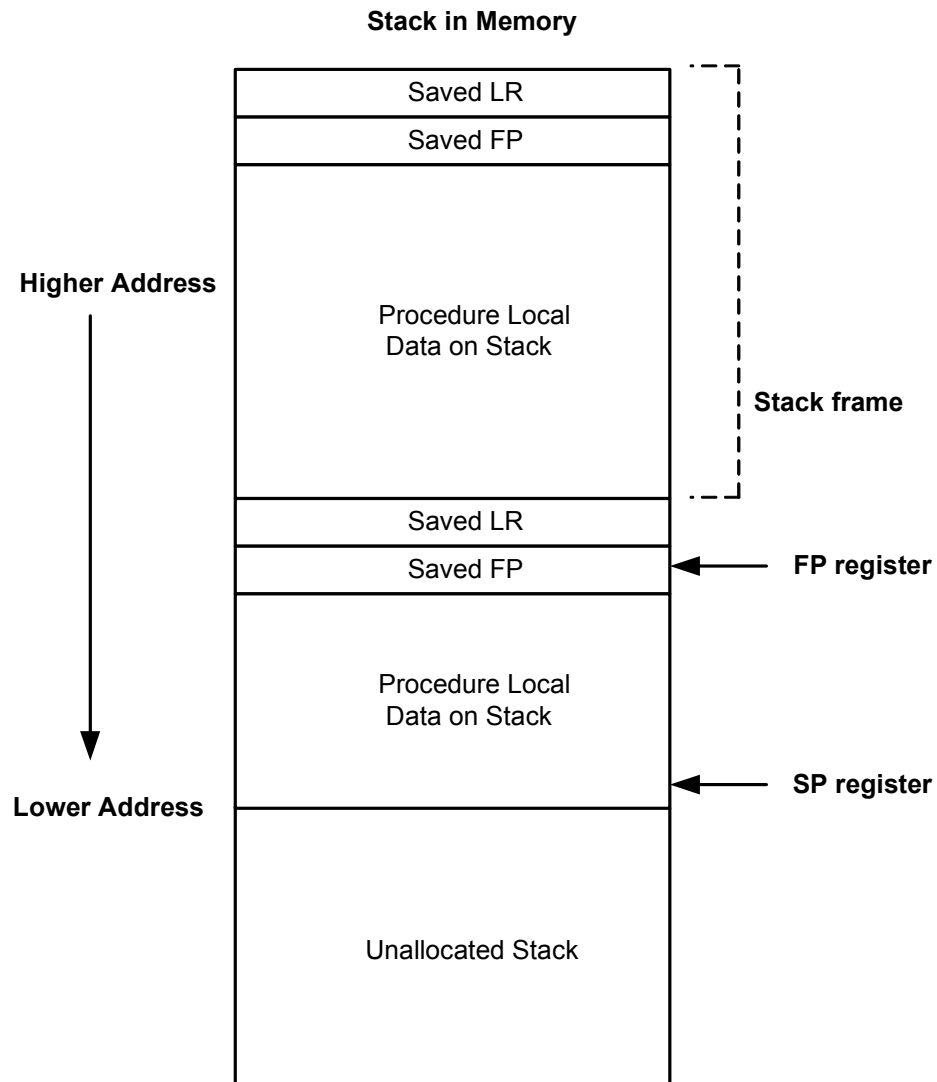 Stack in Memory
Saved LR
Saved FP
Higher Address
Procedure Local
Data on Stack
Stack frame
Saved LR
Saved FP
FP register
Procedure Local
Data on Stack
SP register
Lower Address
Unallocated Stack